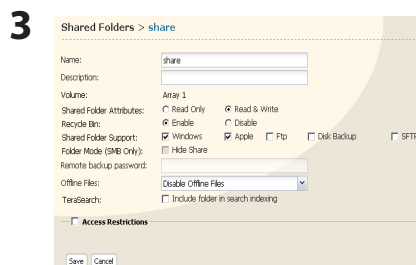 3
Shared Folders > share
Name: share
Description:
Volume: Array 1
Shared Folder Attributes: Read Only Read & Write
Recycle Bin: Enable Disable
Shared Folder Support: Windows Apple Ftp Disk Backup SFTP
Folder Mode (SMB Only): Hide Share
Remote backup password:
Offline Files: Disable Offline Files
TeraSearch: Include folder in search indexing
Access Restrictions
Save Cancel